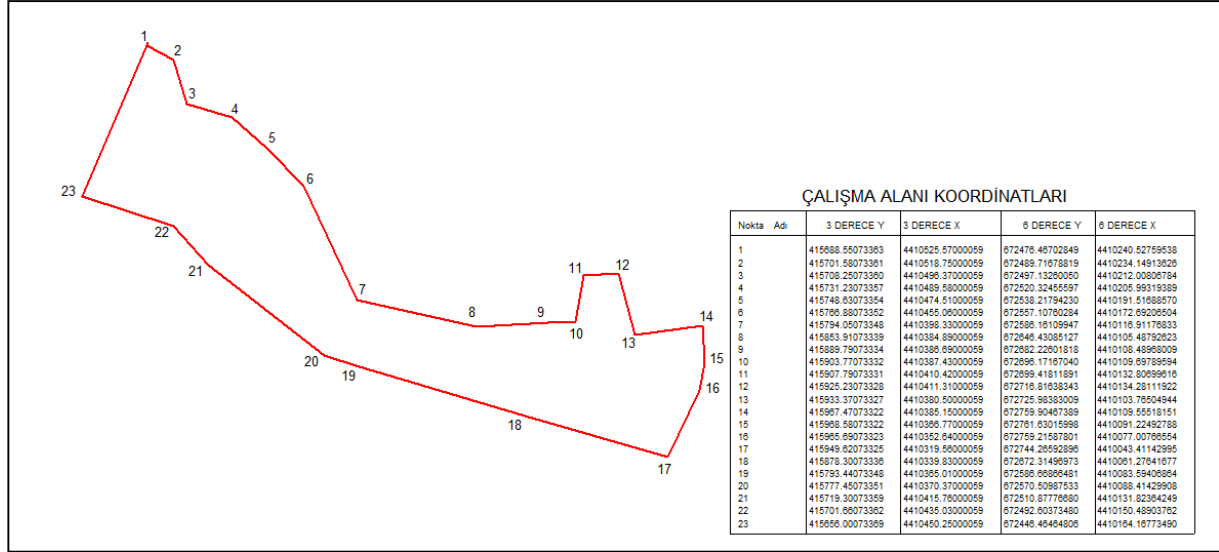 1
2
3
4
5
6
7
8
9
10
11
12
13
14
15
16
17
18
19
20
21
22
23
ÇALIŞMA ALANI KOORDİNATLARI
Nokta Adı 3 DERECE Y 3 DERECE X 6 DERECE Y 6 DERECE X
1 415688.55073363 4410525.57000059 672476.46702849 4410240.52759538
2 415701.58073361 4410518.75000059 672489.71678819 4410234.14913626
3 415708.25073360 4410496.37000059 672497.13260050 4410212.00806784
4 415731.23073357 4410489.58000059 672520.32455597 4410205.99319389
5 415748.63073354 4410474.51000059 672538.21794230 4410191.51688570
6 415766.88073352 4410455.06000059 672557.10760284 4410172.69206504
7 415794.05073348 4410398.33000059 672586.16109947 4410116.91176833
8 415853.91073339 4410384.89000059 672646.43085127 4410105.48792623
9 415889.79073334 4410386.69000059 672682.22601818 4410108.48968009
10 415903.77073332 4410387.43000059 672696.17167040 4410109.69789594
11 415907.79073331 4410410.42000059 672699.41811891 4410132.80699616
12 415925.23073328 4410411.31000059 672716.81638343 4410134.28111922
13 415933.37073327 4410380.50000059 672725.98383009 4410103.76504944
14 415967.47073322 4410385.15000059 672759.90467389 4410109.55518151
15 415968.58073322 4410366.77000059 672761.63015998 4410091.22492788
16 415965.69073323 4410352.64000059 672759.21587801 4410077.00766554
17 415949.62073325 4410319.56000059 672744.26592896 4410043.41142995
18 415878.30073336 4410339.83000059 672672.31496973 4410061.27641677
19 415793.44073348 4410365.01000059 672586.66866481 4410083.59406864
20 415777.45073351 4410370.37000059 672570.50987533 4410088.41429908
21 415719.30073359 4410415.76000059 672510.87776680 4410131.82364249
22 415701.66073362 4410435.03000059 672492.60373480 4410150.48903762
23 415656.00073369 4410450.25000059 672446.46464806 4410164.16773490